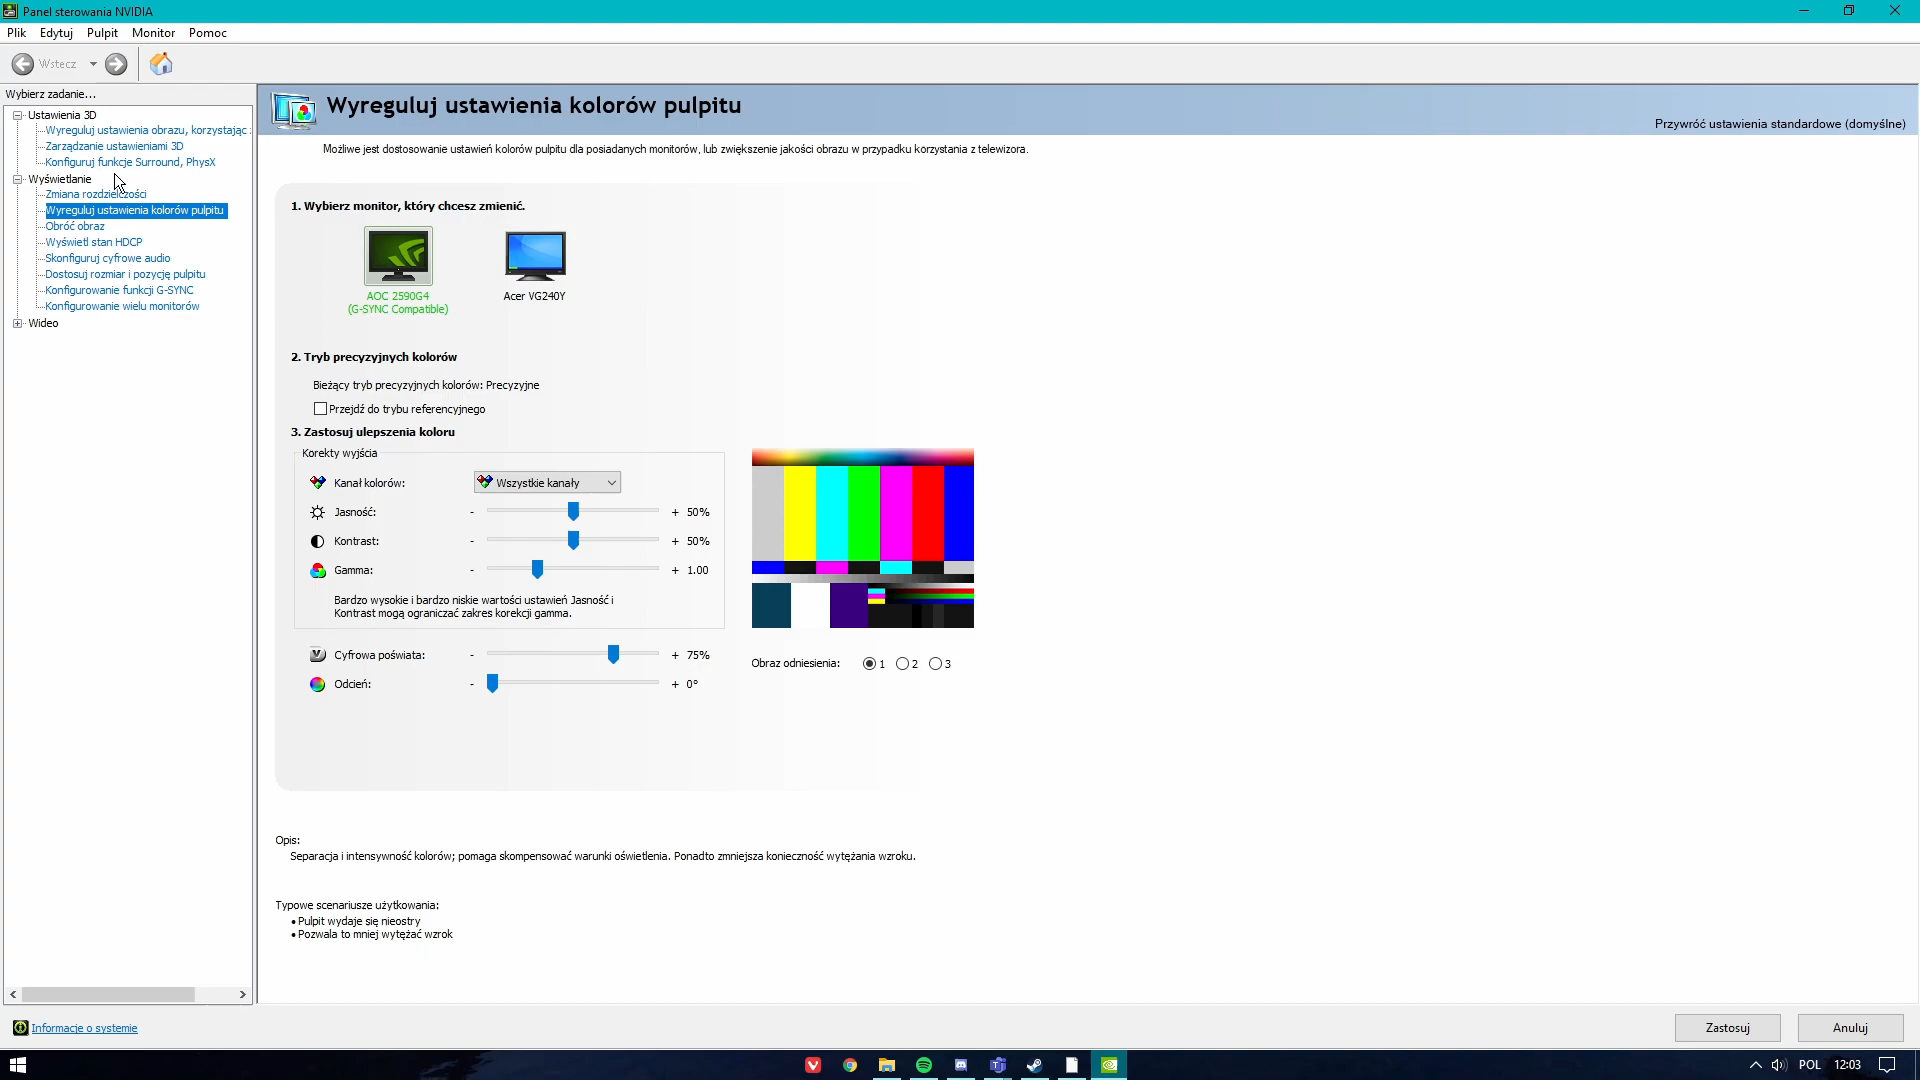 Panel sterowania NVIDIA
Plik Edytuj Pulpit Monitor Pomoc
Wstecz
Wybierz zadanie...
Ustawienia 3D
Wyreguluj ustawienia obrazu, korzystając
Zarządzanie ustawieniami 3D
Konfiguruj funkcje Surround, PhysX
Wyświetlanie
Zmiana rozdzielczości
Wyreguluj ustawienia kolorów pulpitu
Obróć obraz
Wyświetl stan HDCP
Skonfiguruj cyfrowe audio
Dostosuj rozmiar i pozycję pulpitu
Konfigurowanie funkcji G-SYNC
Konfigurowanie wielu monitorów
Wideo
Informacje o systemie
Wyreguluj ustawienia kolorów pulpitu
Przywróć ustawienia standardowe (domyślne)
Możliwe jest dostosowanie ustawień kolorów pulpitu dla posiadanych monitorów, lub zwiększenie jakości obrazu w przypadku korzystania z telewizora.
1. Wybierz monitor, który chcesz zmienić.
AOC 2590G4
(G-SYNC Compatible)
Acer VG240Y
2. Tryb precyzyjnych kolorów
Bieżący tryb precyzyjnych kolorów: Precyzyjne
Przejdź do trybu referencyjnego
3. Zastosuj ulepszenia koloru
Korekty wyjścia
Kanał kolorów: Wszystkie kanały
Jasność: - + 50%
Kontrast: - + 50%
Gamma: - + 1.00
Bardzo wysokie i bardzo niskie wartości ustawień Jasność i
Kontrast mogą ograniczać zakres korekcji gamma.
Cyfrowa poświata: - + 75%
Odcień: - + 0°
Obraz odniesienia: 1 2 3
Opis:
Separacja i intensywność kolorów; pomaga skompensować warunki oświetlenia. Ponadto zmniejsza konieczność wytężania wzroku.
Typowe scenariusze użytkowania:
• Pulpit wydaje się nieostry
• Pozwala to mniej wytężać wzrok
Zastosuj Anuluj
POL 12:03